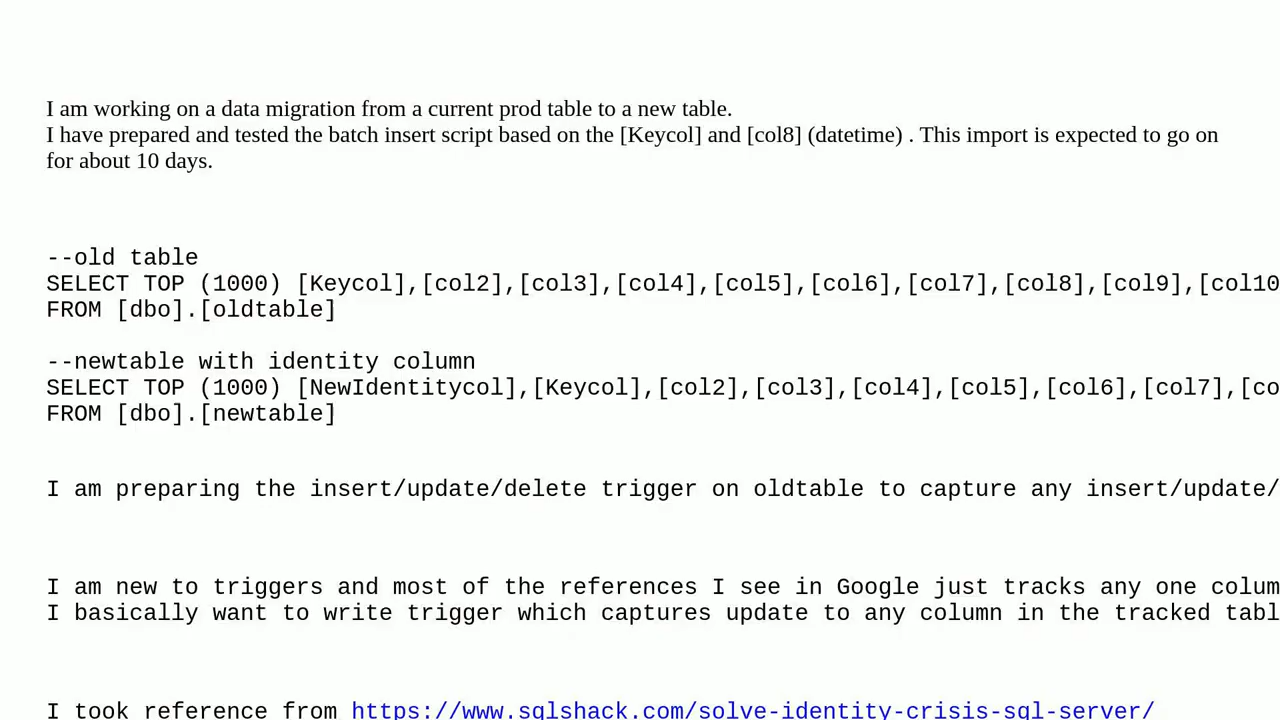 I am working on a data migration from a current prod table to a new table.
I have prepared and tested the batch insert script based on the [Keycol] and [col8] (datetime) . This import is expected to go on
for about 10 days.
--old table
SELECT TOP (1000) [Keycol],[col2],[col3],[col4],[col5],[col6],[col7],[col8],[col9],[col10
FROM [dbo].[oldtable]
--newtable with identity column
SELECT TOP (1000) [NewIdentitycol],[Keycol],[col2],[col3],[col4],[col5],[col6],[col7],[co
FROM [dbo].[newtable]
I am preparing the insert/update/delete trigger on oldtable to capture any insert/update/
I am new to triggers and most of the references I see in Google just tracks any one colum
I basically want to write trigger which captures update to any column in the tracked tabl
I took reference from https://www.sqlshack.com/solve-identity-crisis-sql-server/